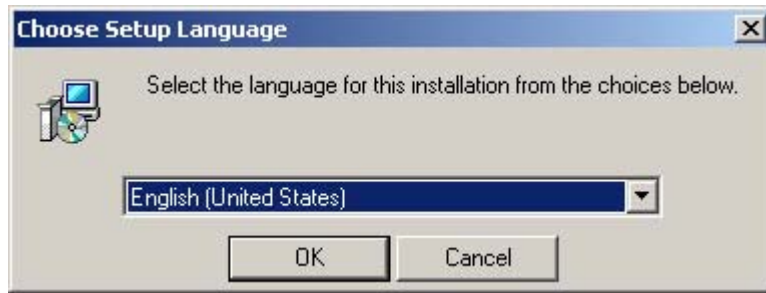 Choose Setup Language
Select the language for this installation from the choices below.
English (United States)
OK
Cancel